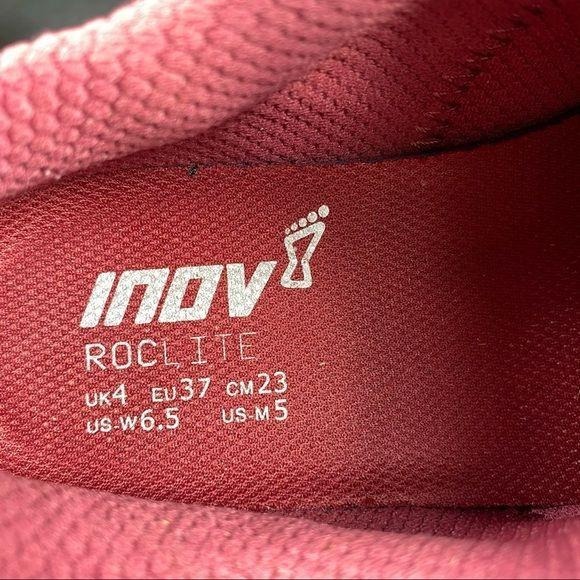 INOV8
ROCLITE
UK4 EU37 CM23
US-W6.5 US-M5